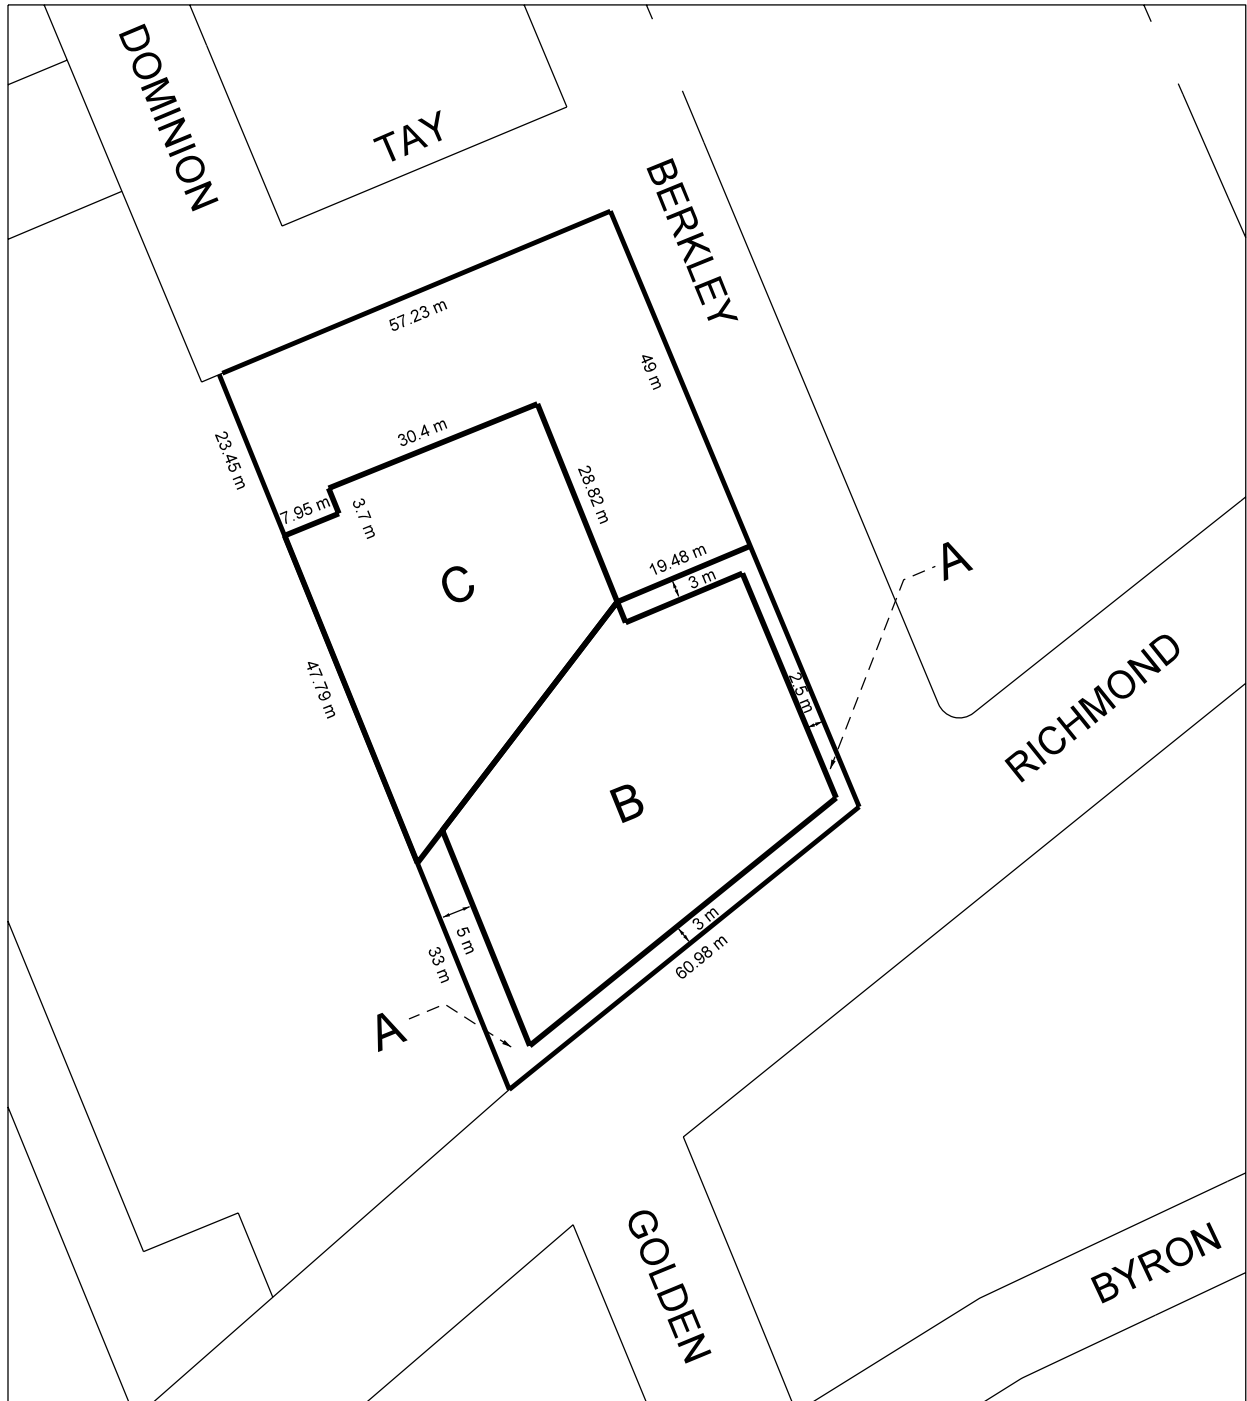 DOMINION
TAY
BERKLEY
57.23 m
49 m
30.4 m
23.45 m
28.82 m
7.95 m
3.7 m
19.48 m
3 m
C
A
RICHMOND
47.79 m
2.5 m
B
3 m
60.98 m
5 m
33 m
A
GOLDEN
BYRON